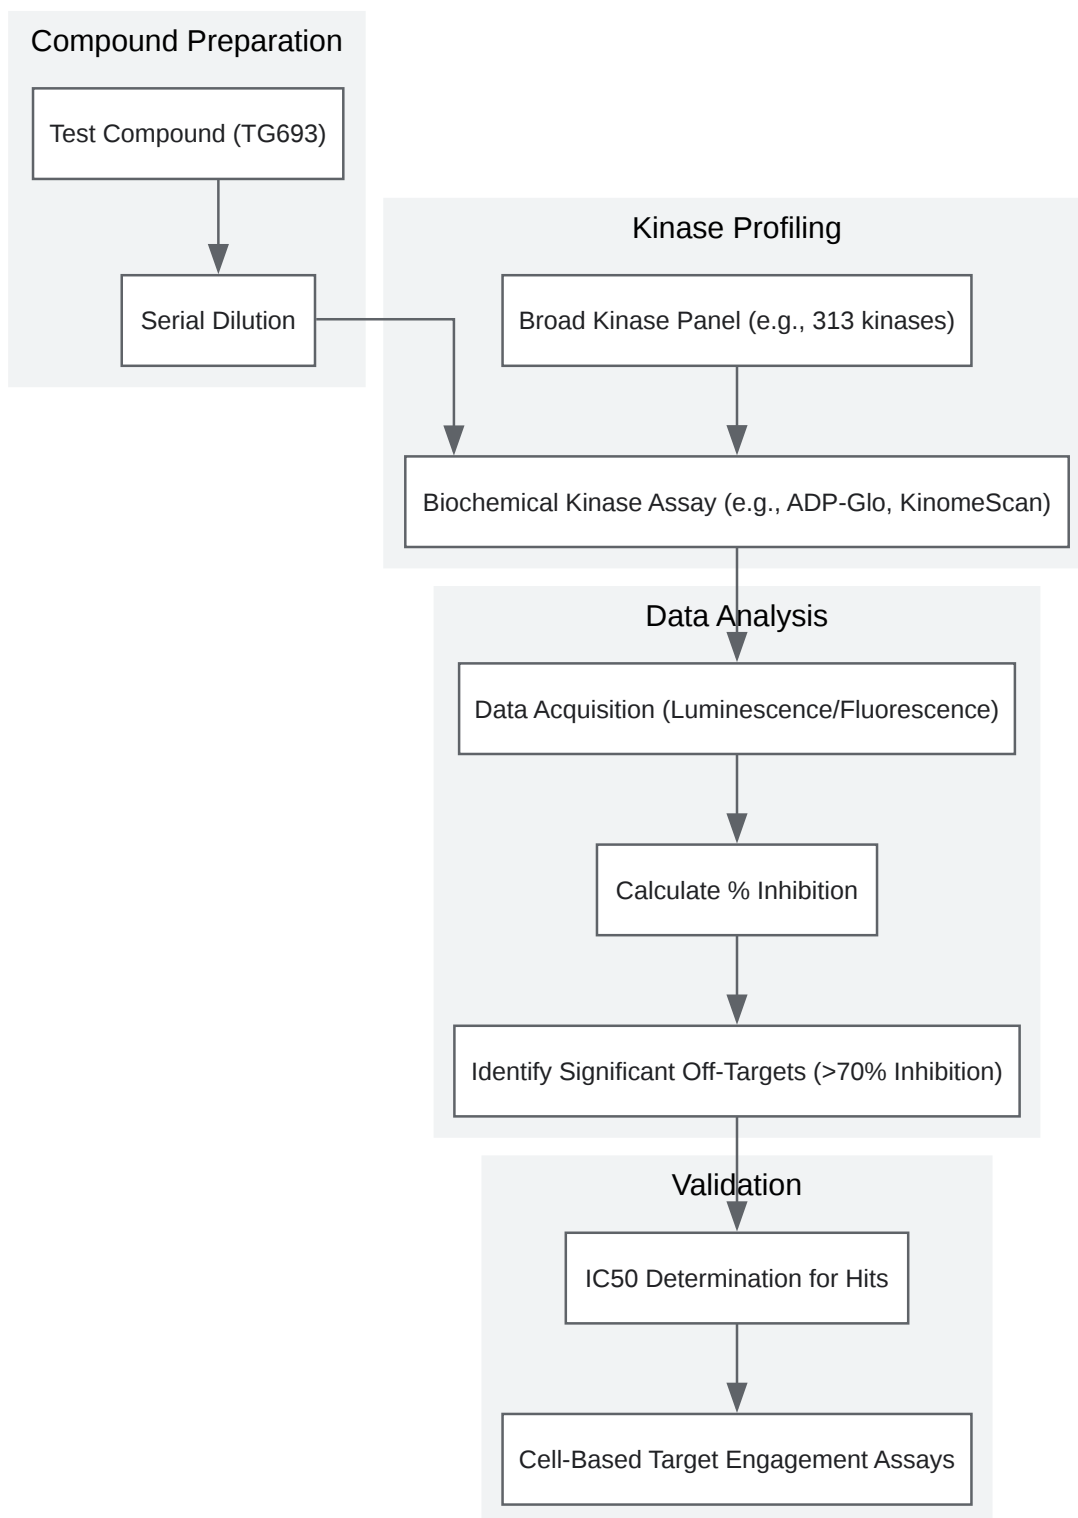 Compound Preparation
Test Compound (TG693)
Serial Dilution
Kinase Profiling
Broad Kinase Panel (e.g., 313 kinases)
Biochemical Kinase Assay (e.g., ADP-Glo, KinomeScan)
Data Analysis
Data Acquisition (Luminescence/Fluorescence)
Calculate % Inhibition
Identify Significant Off-Targets (>70% Inhibition)
Validation
IC50 Determination for Hits
Cell-Based Target Engagement Assays